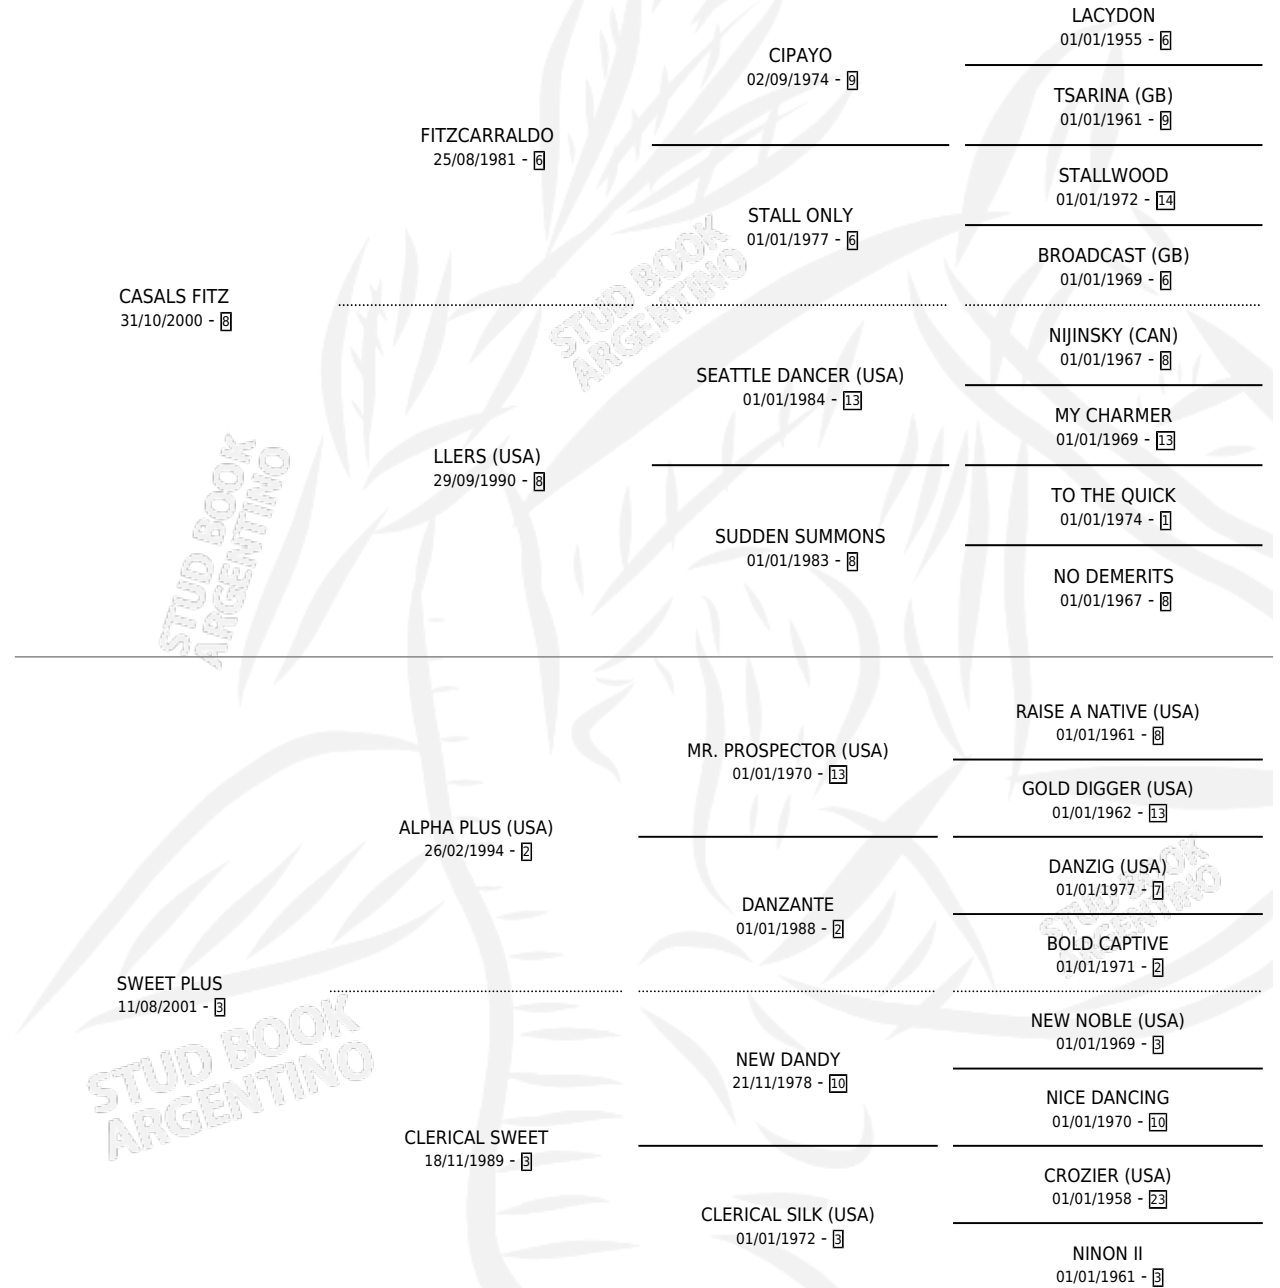 LACYDON
01/01/1955 - 6
CIPAYO
02/09/1974 - 9
TSARINA (GB)
01/01/1961 - 9
FITZCARRALDO
25/08/1981 - 6
STALLWOOD
01/01/1972 - 14
STALL ONLY
01/01/1977 - 6
BROADCAST (GB)
01/01/1969 - 6
CASALS FITZ
31/10/2000 - 8
NIJINSKY (CAN)
01/01/1967 - 8
SEATTLE DANCER (USA)
01/01/1984 - 13
MY CHARMER
01/01/1969 - 13
LLERS (USA)
29/09/1990 - 8
TO THE QUICK
01/01/1974 - 1
SUDDEN SUMMONS
01/01/1983 - 8
NO DEMERITS
01/01/1967 - 8
RAISE A NATIVE (USA)
01/01/1961 - 8
MR. PROSPECTOR (USA)
01/01/1970 - 13
GOLD DIGGER (USA)
01/01/1962 - 13
ALPHA PLUS (USA)
26/02/1994 - 2
DANZIG (USA)
01/01/1977 - 7
DANZANTE
01/01/1988 - 2
BOLD CAPTIVE
01/01/1971 - 2
SWEET PLUS
11/08/2001 - 3
NEW NOBLE (USA)
01/01/1969 - 3
NEW DANDY
21/11/1978 - 10
NICE DANCING
01/01/1970 - 10
CLERICAL SWEET
18/11/1989 - 3
CROZIER (USA)
01/01/1958 - 23
CLERICAL SILK (USA)
01/01/1972 - 3
NINON II
01/01/1961 - 3
STUD BOOK
ARGENTINO
STUD BOOK
ARGENTINO
STUD BOOK
ARGENTINO
STUD BOOK
ARGENTINO